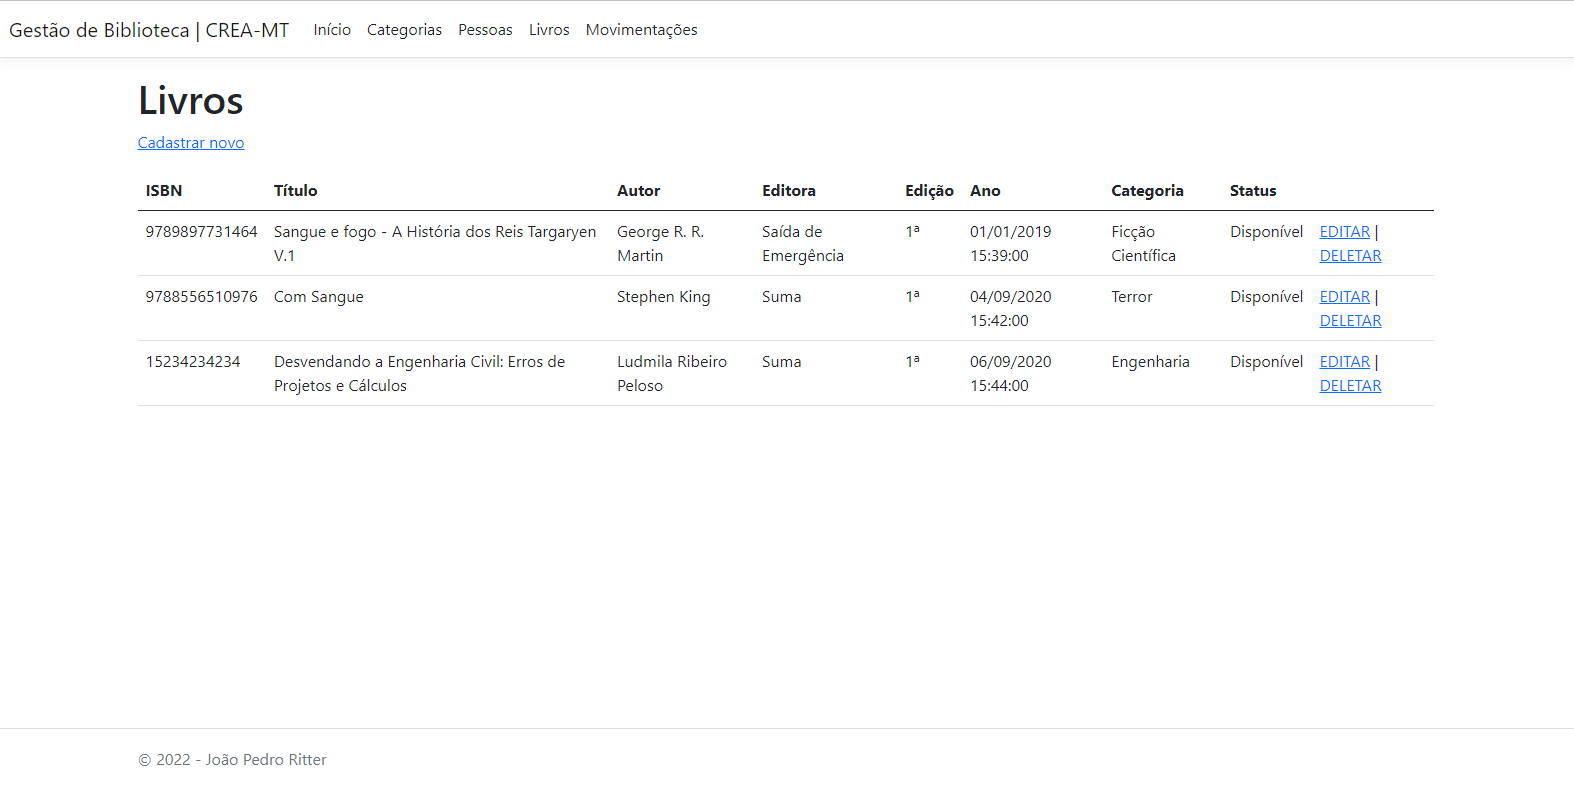 Gestão de Biblioteca | CREA-MT Início Categorias Pessoas Livros Movimentações
Livros
Cadastrar novo
ISBN Título Autor Editora Edição Ano Categoria Status
9789897731464 Sangue e fogo - A História dos Reis Targaryen George R. R. Saída de 1ª 01/01/2019 Ficção Disponível EDITAR |
V.1 Martin Emergência 15:39:00 Científica DELETAR
9788556510976 Com Sangue Stephen King Suma 1ª 04/09/2020 Terror Disponível EDITAR |
15:42:00 DELETAR
15234234234 Desvendando a Engenharia Civil: Erros de Ludmila Ribeiro Suma 1ª 06/09/2020 Engenharia Disponível EDITAR |
Projetos e Cálculos Peloso 15:44:00 DELETAR
© 2022 - João Pedro Ritter